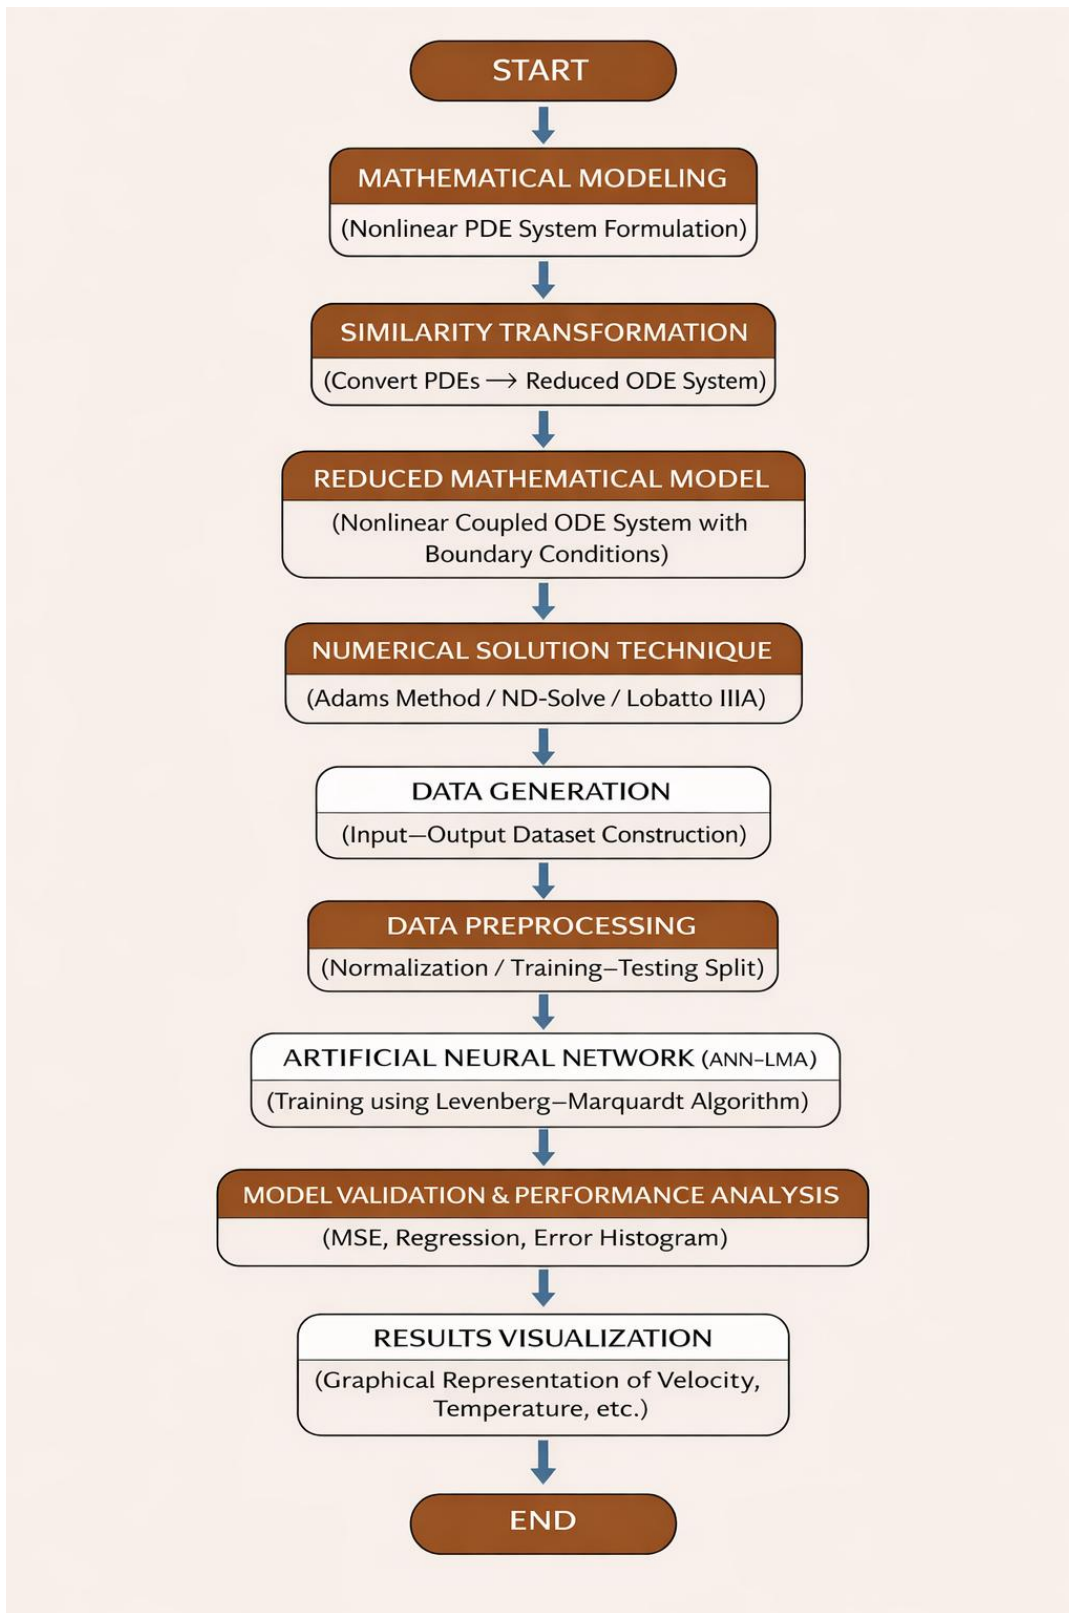 START
MATHEMATICAL MODELING
(Nonlinear PDE System Formulation)
SIMILARITY TRANSFORMATION
(Convert PDEs ⟶ Reduced ODE System)
REDUCED MATHEMATICAL MODEL
(Nonlinear Coupled ODE System with
Boundary Conditions)
NUMERICAL SOLUTION TECHNIQUE
(Adams Method / ND-Solve / Lobatto IIIA)
DATA GENERATION
(Input–Output Dataset Construction)
DATA PREPROCESSING
(Normalization / Training–Testing Split)
ARTIFICIAL NEURAL NETWORK (ANN–LMA)
(Training using Levenberg–Marquardt Algorithm)
MODEL VALIDATION & PERFORMANCE ANALYSIS
(MSE, Regression, Error Histogram)
RESULTS VISUALIZATION
(Graphical Representation of Velocity,
Temperature, etc.)
END